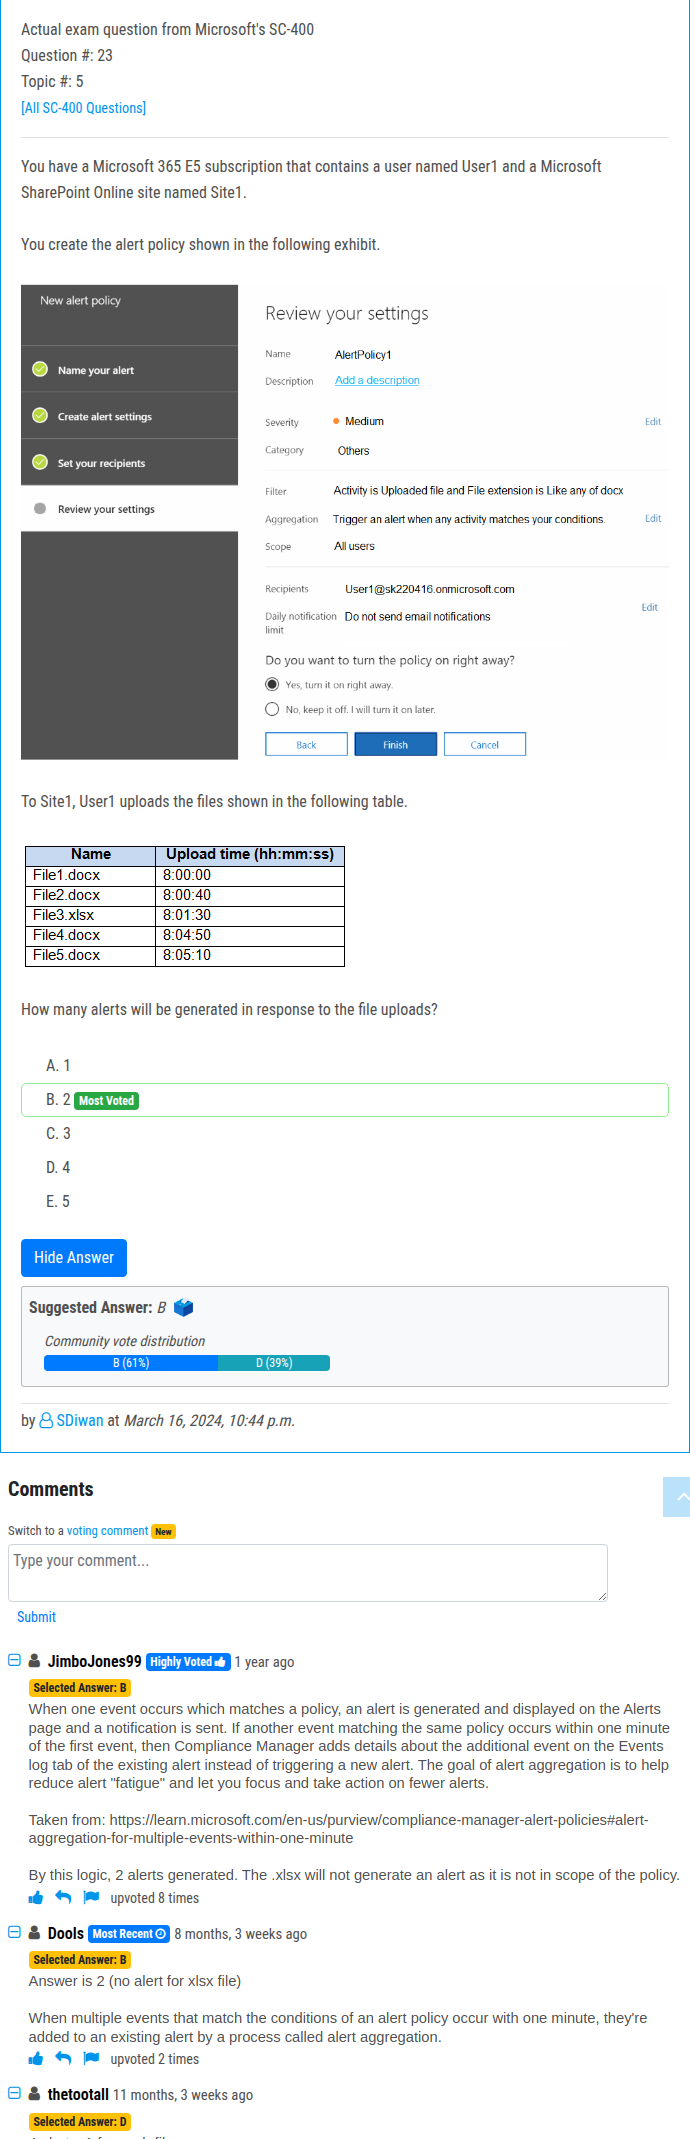 Actual exam question from Microsoft's SC-400
Question #: 23
Topic #: 5
[All SC-400 Questions]
You have a Microsoft 365 E5 subscription that contains a user named User1 and a Microsoft
SharePoint Online site named Site1.
You create the alert policy shown in the following exhibit.
New alert policy
Name your alert
Create alert settings
Set your recipients
Review your settings
Review your settings
Name AlertPolicy1
Description Add a description
Severity Medium Edit
Category Others
Filter Activity is Uploaded file and File extension is Like any of docx
Aggregation Trigger an alert when any activity matches your conditions. Edit
Scope All users
Recipients User1@sk220416.onmicrosoft.com
Edit
Daily notification Do not send email notifications
limit
Do you want to turn the policy on right away?
Yes, turn it on right away.
No, keep it off. I will turn it on later.
Back Finish Cancel
To Site1, User1 uploads the files shown in the following table.
Name Upload time (hh:mm:ss)
File1.docx 8:00:00
File2.docx 8:00:40
File3.xlsx 8:01:30
File4.docx 8:04:50
File5.docx 8:05:10
How many alerts will be generated in response to the file uploads?
A. 1
B. 2 Most Voted
C. 3
D. 4
E. 5
Hide Answer
Suggested Answer: B
Community vote distribution
B (61%) D (39%)
by SDiwan at March 16, 2024, 10:44 p.m.
Comments
Switch to a voting comment New
Type your comment...
Submit
JimboJones99 Highly Voted 1 year ago
Selected Answer: B
When one event occurs which matches a policy, an alert is generated and displayed on the Alerts
page and a notification is sent. If another event matching the same policy occurs within one minute
of the first event, then Compliance Manager adds details about the additional event on the Events
log tab of the existing alert instead of triggering a new alert. The goal of alert aggregation is to help
reduce alert "fatigue" and let you focus and take action on fewer alerts.
Taken from: https://learn.microsoft.com/en-us/purview/compliance-manager-alert-policies#alert-
aggregation-for-multiple-events-within-one-minute
By this logic, 2 alerts generated. The .xlsx will not generate an alert as it is not in scope of the policy.
upvoted 8 times
Dools Most Recent 8 months, 3 weeks ago
Selected Answer: B
Answer is 2 (no alert for xlsx file)
When multiple events that match the conditions of an alert policy occur with one minute, they're
added to an existing alert by a process called alert aggregation.
upvoted 2 times
thetootall 11 months, 3 weeks ago
Selected Answer: D